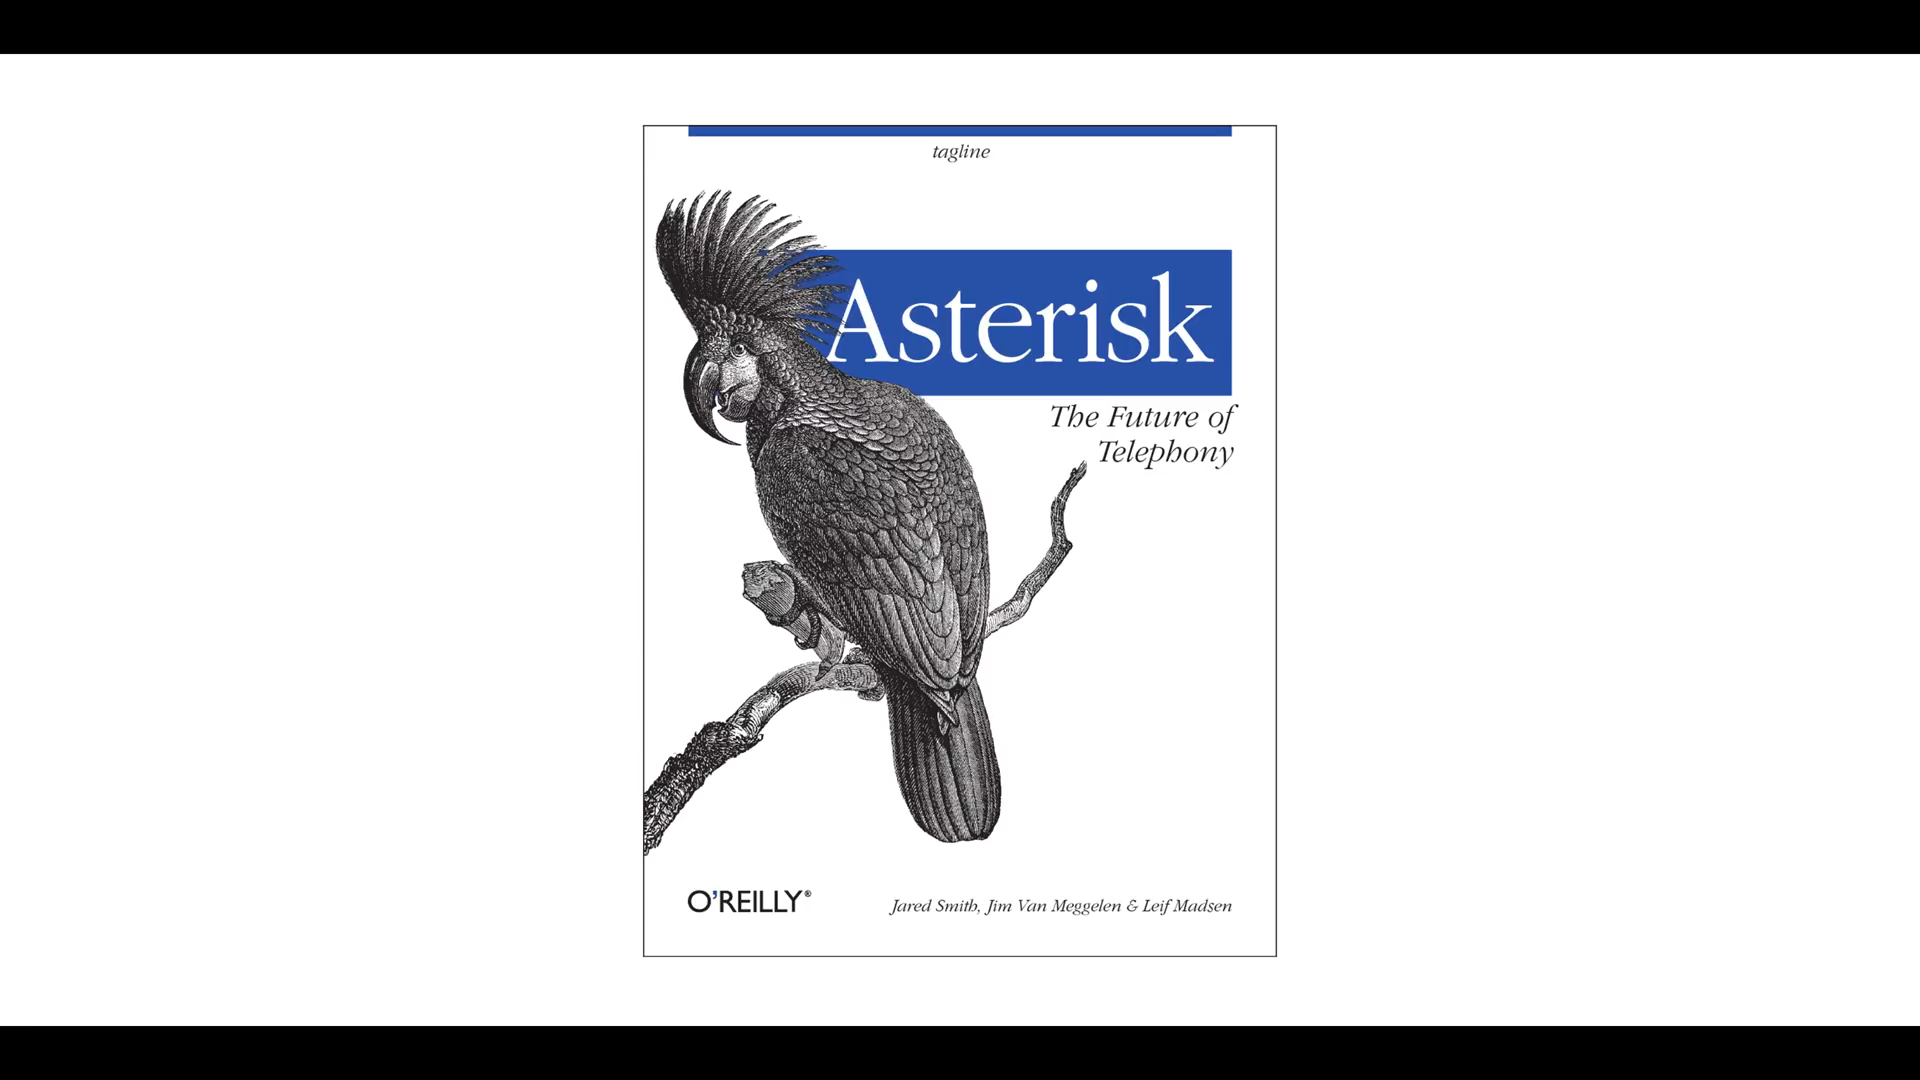 tagline
Asterisk
The Future of
Telephony
O'REILLY®
Jared Smith, Jim Van Meggelen & Leif Madsen